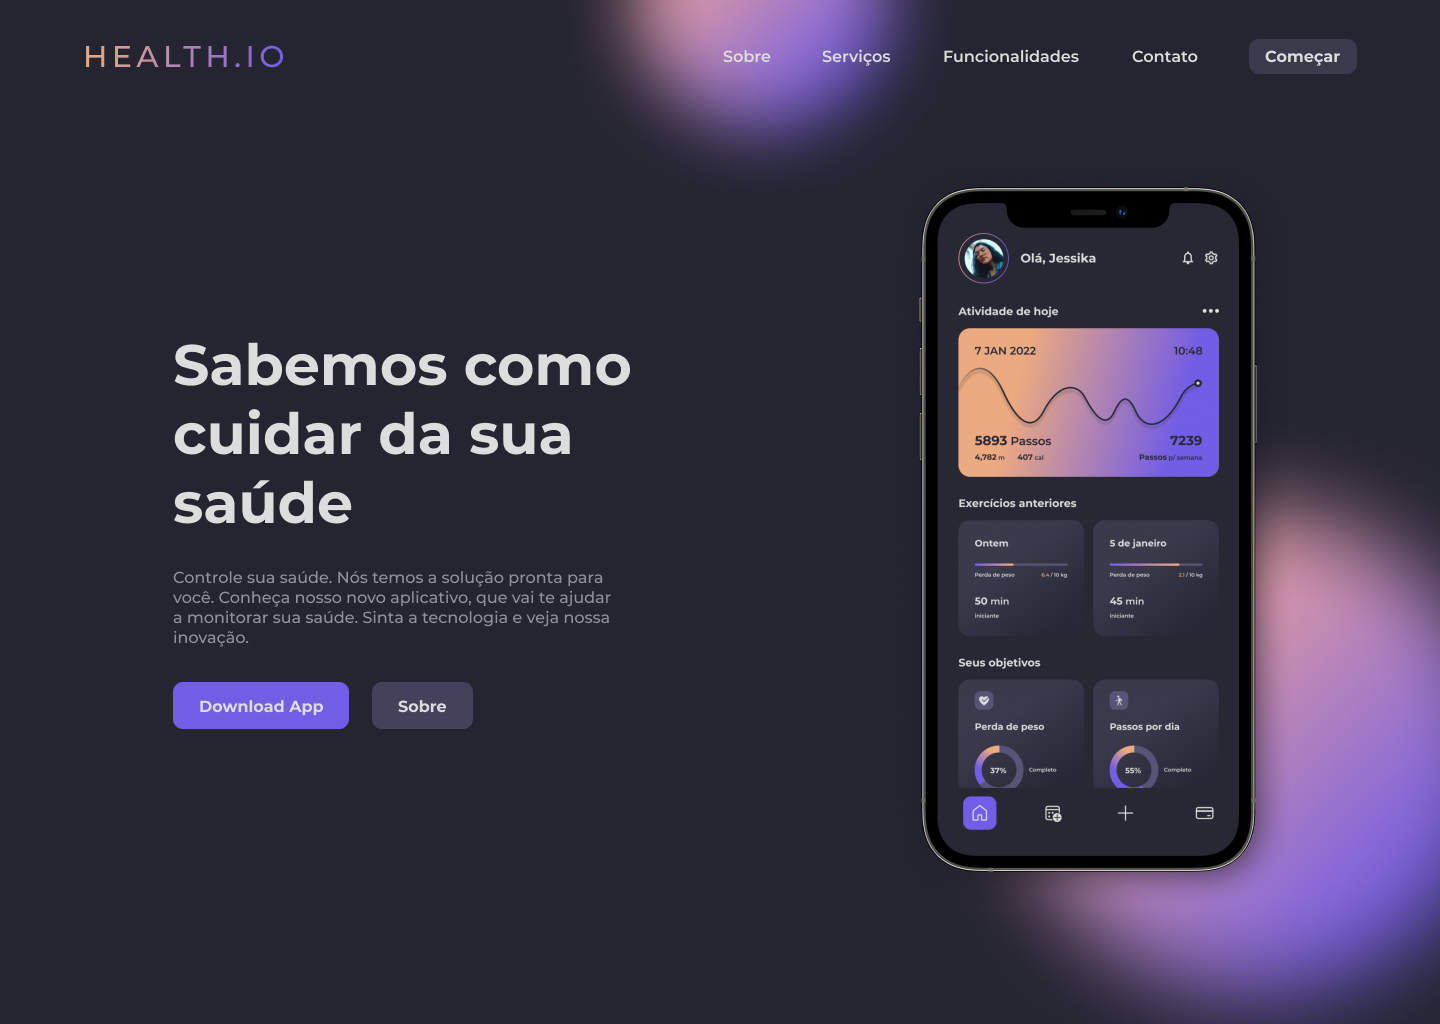 HEALTH.IO
Sobre Serviços Funcionalidades Contato Começar
Sabemos como
cuidar da sua
saúde
Controle sua saúde. Nós temos a solução pronta para
você. Conheça nosso novo aplicativo, que vai te ajudar
a monitorar sua saúde. Sinta a tecnologia e veja nossa
inovação.
Download App Sobre
Olá, Jessika
Atividade de hoje
7 JAN 2022 10:48
5893 Passos 7239
4,782 m 407 cal Passos p/ semana
Exercícios anteriores
Ontem
Perda de peso 6.4 / 10 kg
50 min
Iniciante
5 de janeiro
Perda de peso 2.1 / 10 kg
45 min
Iniciante
Seus objetivos
Perda de peso
37% Completo
Passos por dia
55% Completo